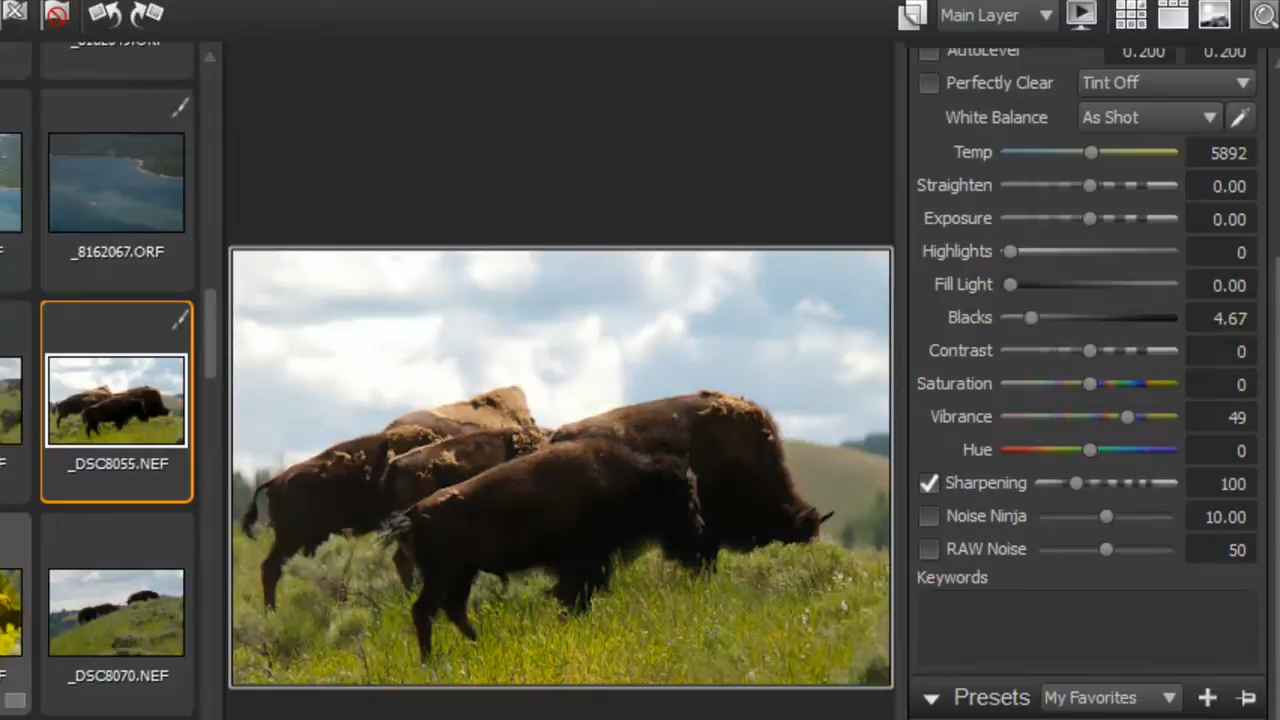 Main Layer
AutoLevel 0.200 0.200
Perfectly Clear Tint Off
White Balance As Shot
Temp 5892
Straighten 0.00
Exposure 0.00
Highlights 0
Fill Light 0.00
Blacks 4.67
Contrast 0
Saturation 0
Vibrance 49
Hue 0
Sharpening 100
Noise Ninja 10.00
RAW Noise 50
Keywords
Presets My Favorites
_8162067.ORF
_DSC8055.NEF
_DSC8070.NEF